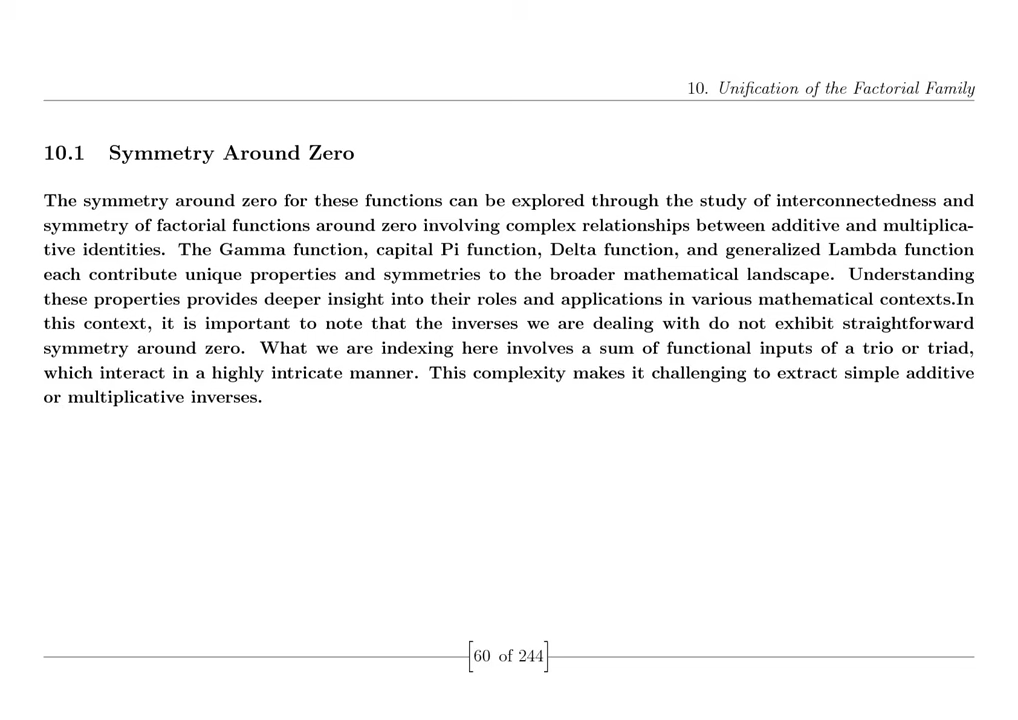 10. Unification of the Factorial Family
10.1 Symmetry Around Zero
The symmetry around zero for these functions can be explored through the study of interconnectedness and
symmetry of factorial functions around zero involving complex relationships between additive and multiplica-
tive identities. The Gamma function, capital Pi function, Delta function, and generalized Lambda function
each contribute unique properties and symmetries to the broader mathematical landscape. Understanding
these properties provides deeper insight into their roles and applications in various mathematical contexts.In
this context, it is important to note that the inverses we are dealing with do not exhibit straightforward
symmetry around zero. What we are indexing here involves a sum of functional inputs of a trio or triad,
which interact in a highly intricate manner. This complexity makes it challenging to extract simple additive
or multiplicative inverses.
[60 of 244]